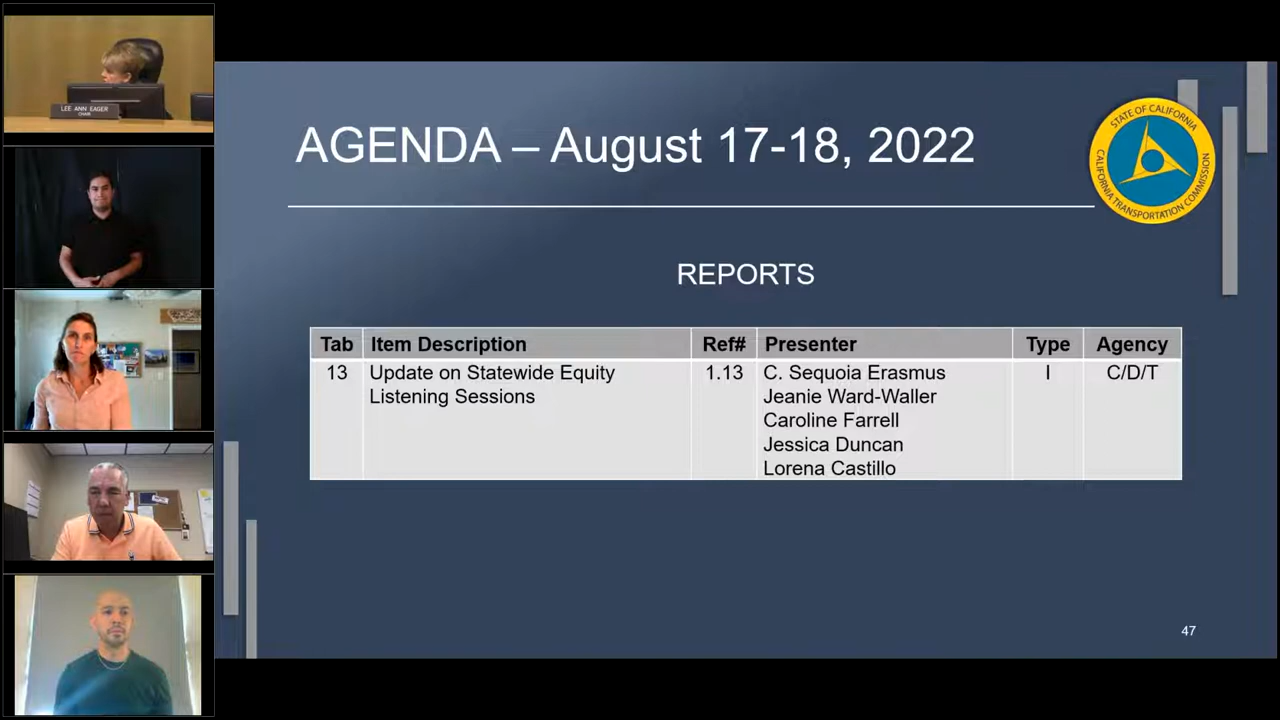 LEE ANN EAGER
CHAIR
AGENDA – August 17-18, 2022
STATE OF CALIFORNIA
CALIFORNIA TRANSPORTATION COMMISSION
REPORTS
Tab Item Description Ref# Presenter Type Agency
13 Update on Statewide Equity 1.13 C. Sequoia Erasmus I C/D/T
Listening Sessions Jeanie Ward-Waller
Caroline Farrell
Jessica Duncan
Lorena Castillo
47